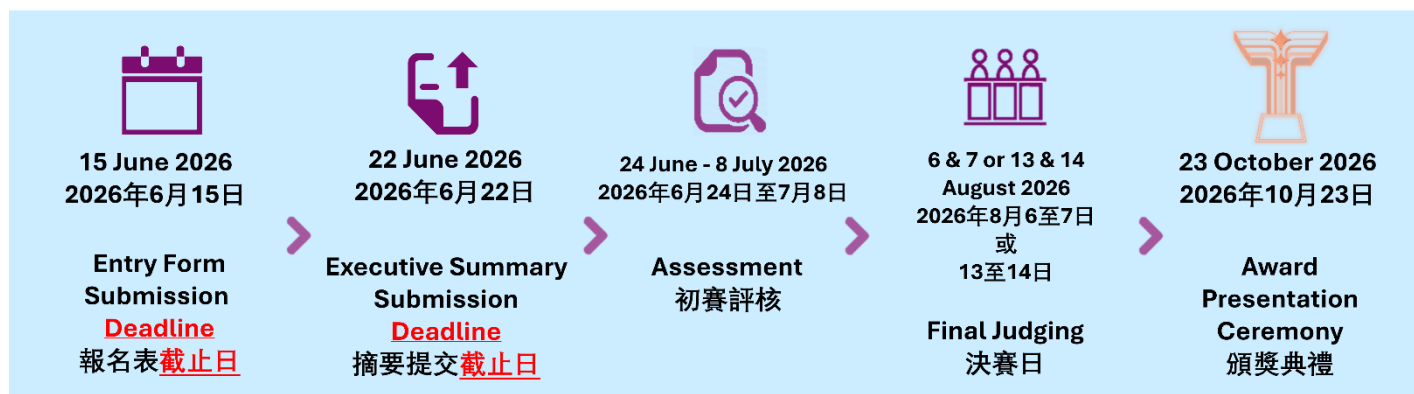 15 June 2026
2026年6月15日
Entry Form
Submission
Deadline
報名表截止日
22 June 2026
2026年6月22日
Executive Summary
Submission
Deadline
摘要提交截止日
24 June - 8 July 2026
2026年6月24日至7月8日
Assessment
初賽評核
6 & 7 or 13 & 14
August 2026
2026年8月6至7日
或
13至14日
Final Judging
決賽日
23 October 2026
2026年10月23日
Award
Presentation
Ceremony
頒獎典禮